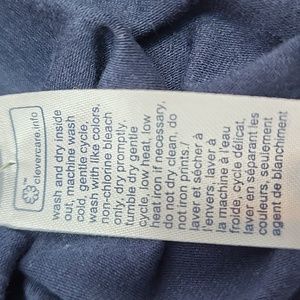 clevercare.info
wash and dry inside
out, machine wash
cold, gentle cycle,
wash with like colors,
non-chlorine bleach
only, dry promptly,
tumble dry gentle
cycle, low heat, low
heat iron if necessary,
do not dry clean, do
not iron prints./
laver et sécher à
l'envers, laver à
la machine à l'eau
froide, cycle délicat,
laver en séparant les
couleurs, seulement
agent de blanchiment